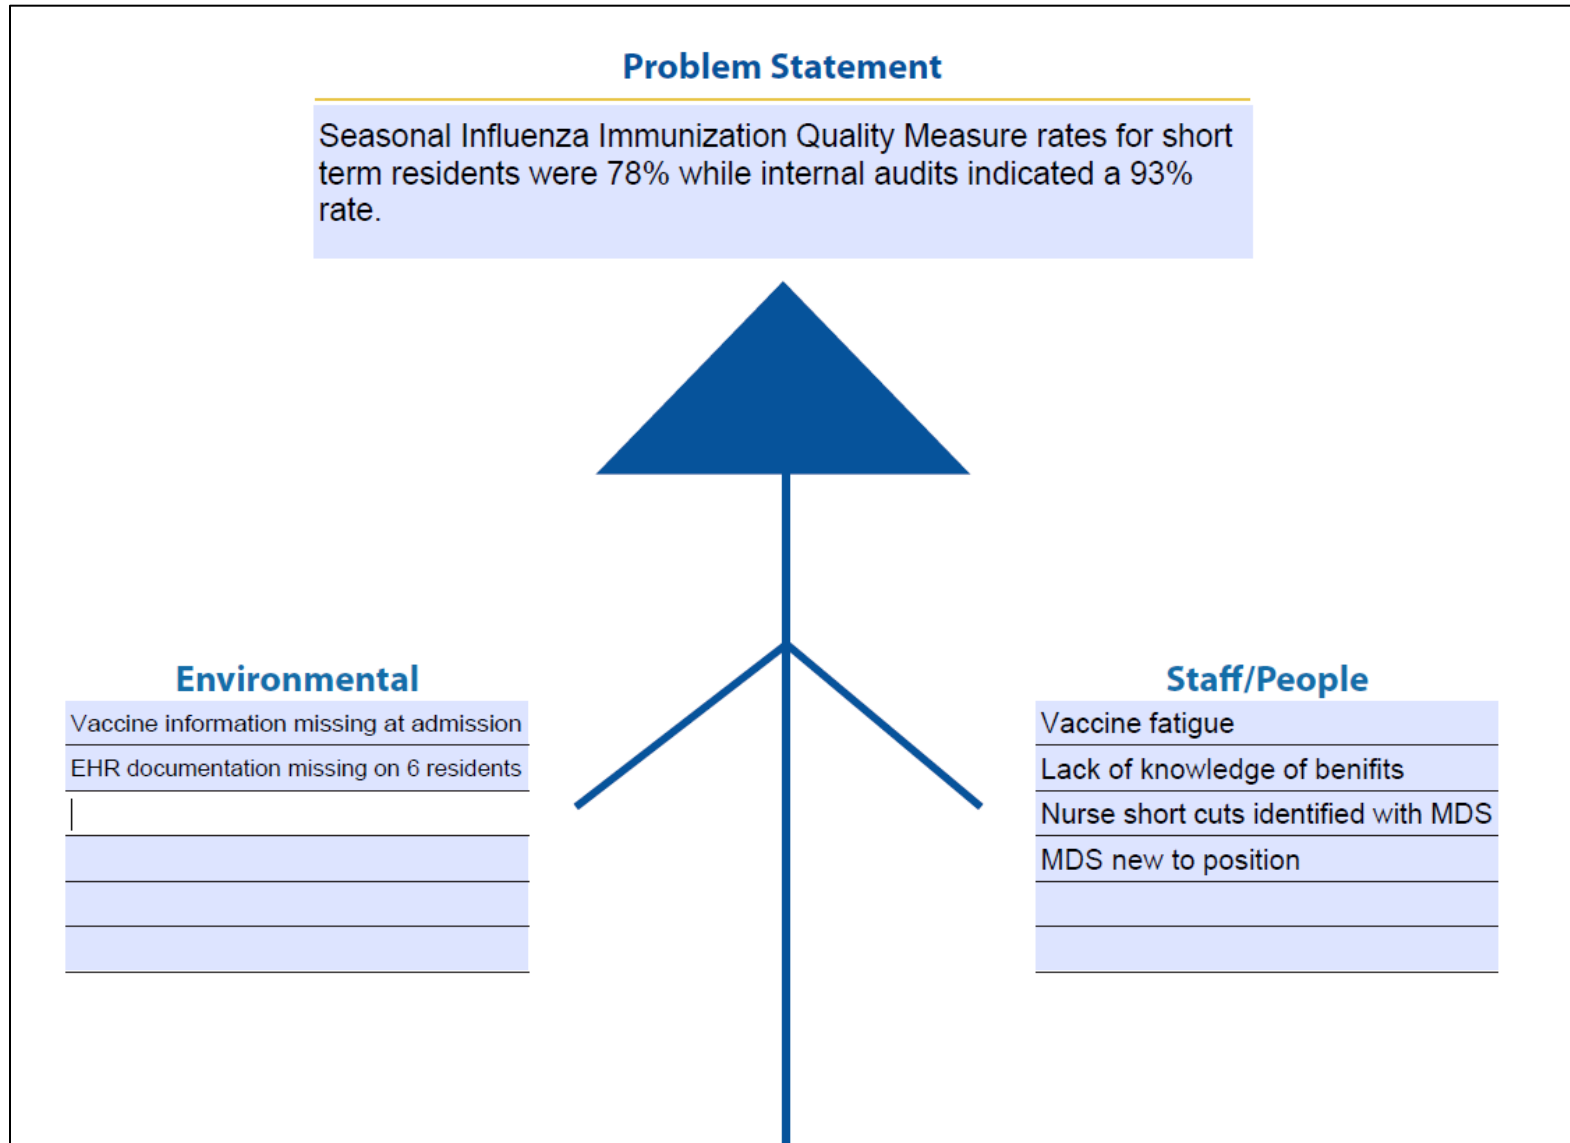 Problem Statement
Seasonal Influenza Immunization Quality Measure rates for short
term residents were 78% while internal audits indicated a 93%
rate.
Environmental
Vaccine information missing at admission
EHR documentation missing on 6 residents
Staff/People
Vaccine fatigue
Lack of knowledge of benifits
Nurse short cuts identified with MDS
MDS new to position